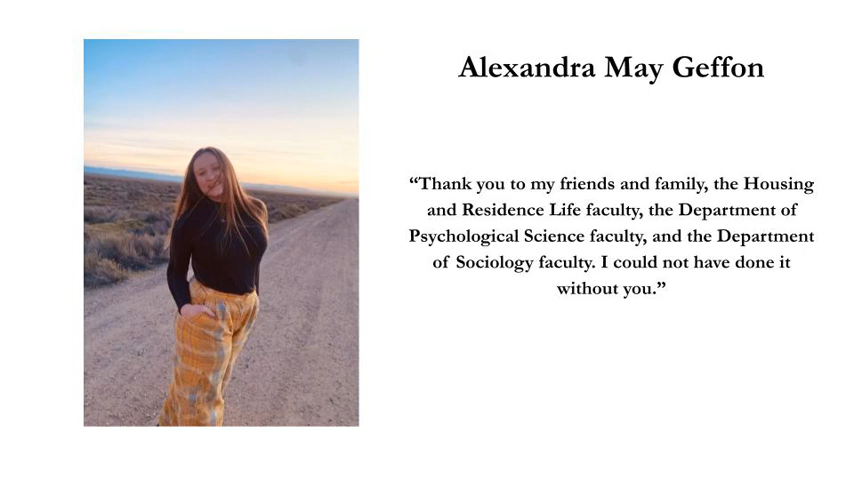 Alexandra May Geffon
“Thank you to my friends and family, the Housing
and Residence Life faculty, the Department of
Psychological Science faculty, and the Department
of Sociology faculty. I could not have done it
without you.”